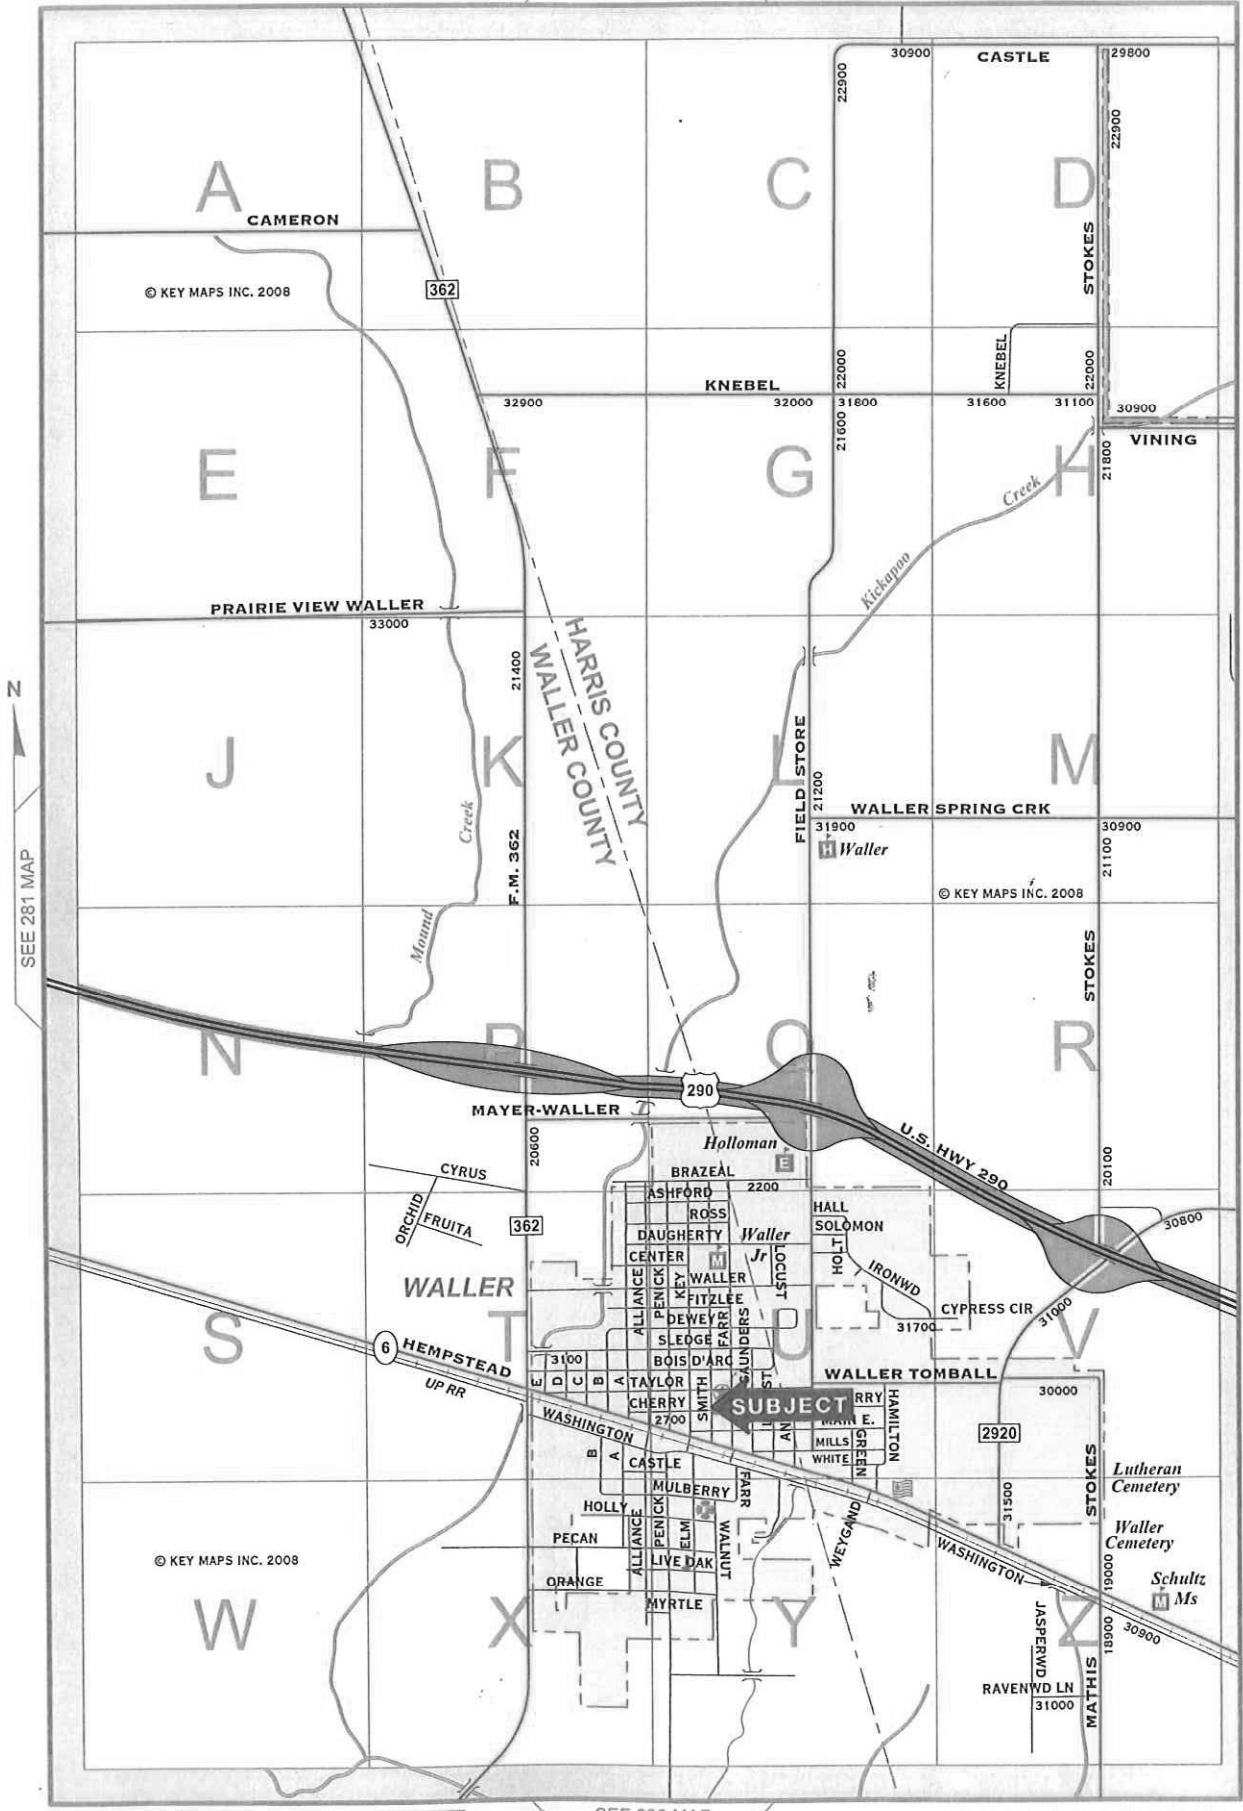 30900
CASTLE
29800
22900
22900
A
B
C
D
CAMERON
STOKES
© KEY MAPS INC. 2008
362
KNEBEL
22000
22000
KNEBEL
32900
32000
31800
31600
31100
30900
21600
VINING
21800
E
F
G
H
Creek
Kickapoo
PRAIRIE VIEW WALLER
33000
HARRIS COUNTY
WALLER COUNTY
21400
N
FIELD STORE
J
K
L
M
21200
WALLER SPRING CRK
31900
30900
Creek
H Waller
21100
F.M. 362
SEE 281 MAP
© KEY MAPS INC. 2008
Mound
STOKES
N
P
Q
R
290
MAYER-WALLER
U.S. HWY 290
20600
Holloman
E
20100
CYRUS
BRAZEAL
2200
ASHFORD
ORCHID
FRUITA
362
ROSS
HALL
SOLOMON
30800
DAUGHERTY
Waller
Jr
M
CENTER
LOCUST
HOLT
IRONWD
WALLER
ALLIANCE
PENICK
KEY
WALLER
FITZLEE
CYPRESS CIR
31700
31000
DEWEY
FARR
SAUNDERS
SLEDGE
S
T
U
V
6
HEMPSTEAD
UP RR
3100
BOIS D'ARC
E
D
C
B
A
TAYLOR
WALLER TOMBALL
30000
CHERRY
SMITH
SUBJECT
RRY
HAMILTON
2700
MAIN E.
WASHINGTON
MILLS
GREEN
2920
B
A
WHITE
CASTLE
MULBERRY
FARR
STOKES
Lutheran
Cemetery
HOLLY
31500
PECAN
PENICK
ELM
WALNUT
WEYGAND
Waller
Cemetery
© KEY MAPS INC. 2008
ALLIANCE
LIVE OAK
WASHINGTON
ORANGE
19000
Schultz
Ms
M
MYRTLE
W
X
Y
Z
JASPERWD
18900
30900
RAVENWD LN
31000
MATHIS